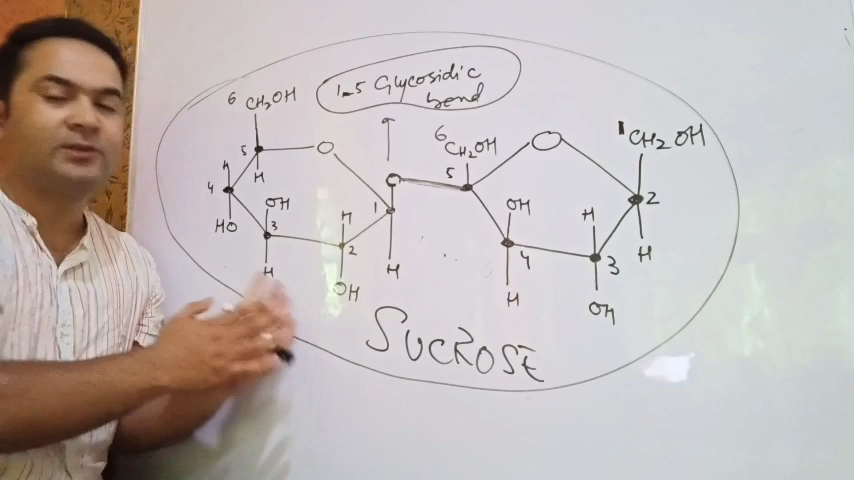 1-5 Glycosidic
bond
6 CH2OH
O
5
H
H
4
HO
OH
3
H
H
2
OH
1
H
O
6
CH2OH
5
O
1 CH2OH
2
H
OH
4
H
H
3
OH
SUCROSE